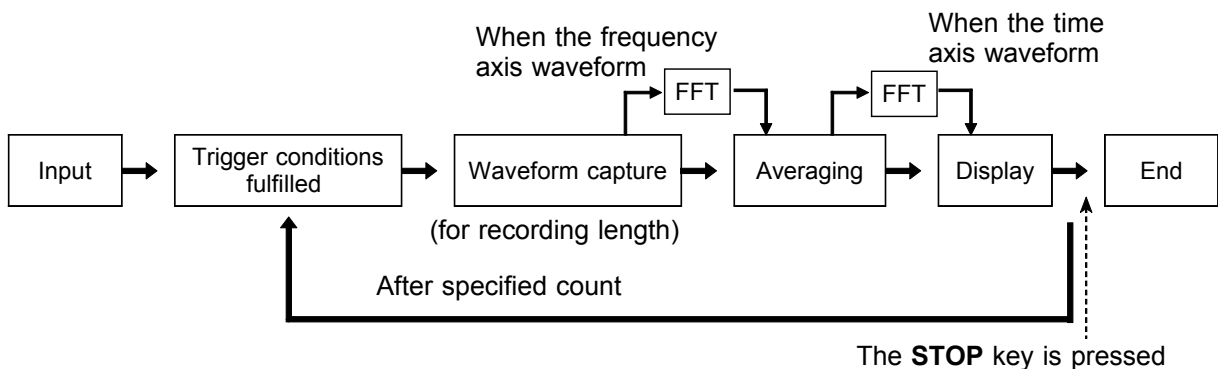 When the frequency
axis waveform
When the time
axis waveform
FFT
FFT
Input
Trigger conditions
fulfilled
Waveform capture
Averaging
Display
End
(for recording length)
After specified count
The STOP key is pressed